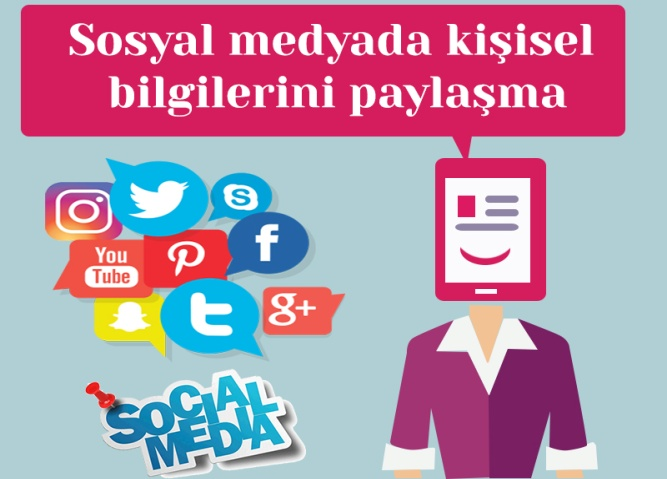 Sosyal medyada kişisel
bilgilerini paylaşma
You
Tube
g+
SOCIAL
MEDIA